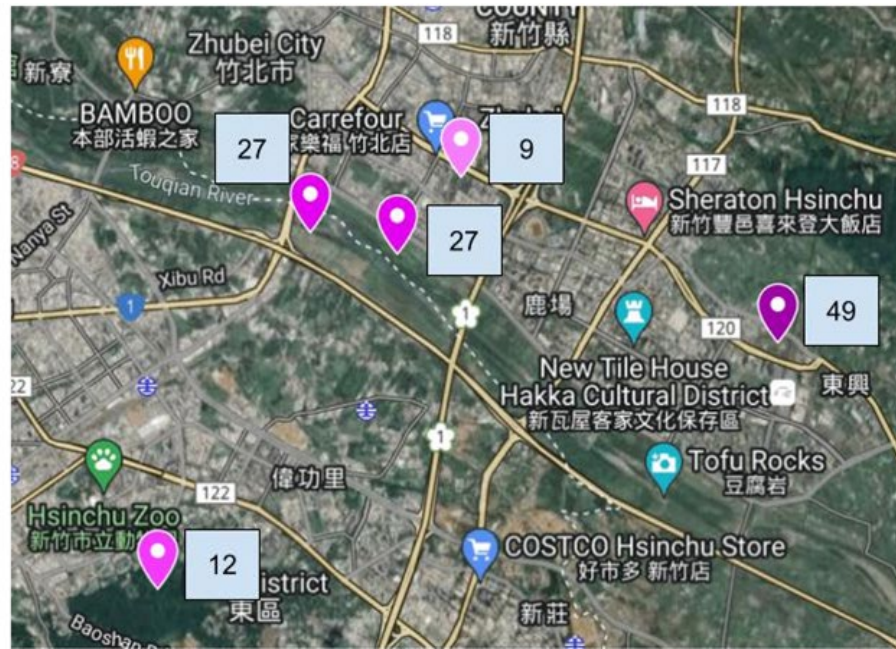 COUNTY
新竹縣
118
Zhubei City
竹北市
新寮
BAMBOO
本部活蝦之家
Carrefour
家樂福 竹北店
27
9
118
117
Touqian River
Sheraton Hsinchu
新竹豐邑喜來登大飯店
Nanya St
Xibu Rd
1
27
1
鹿場
120
49
東興
New Tile House
Hakka Cultural District
新瓦屋客家文化保存區
122
1
Tofu Rocks
豆腐岩
122
偉功里
Hsinchu Zoo
新竹市立動
COSTCO Hsinchu Store
好市多 新竹店
12
istrict
東區
新莊
Baoshan